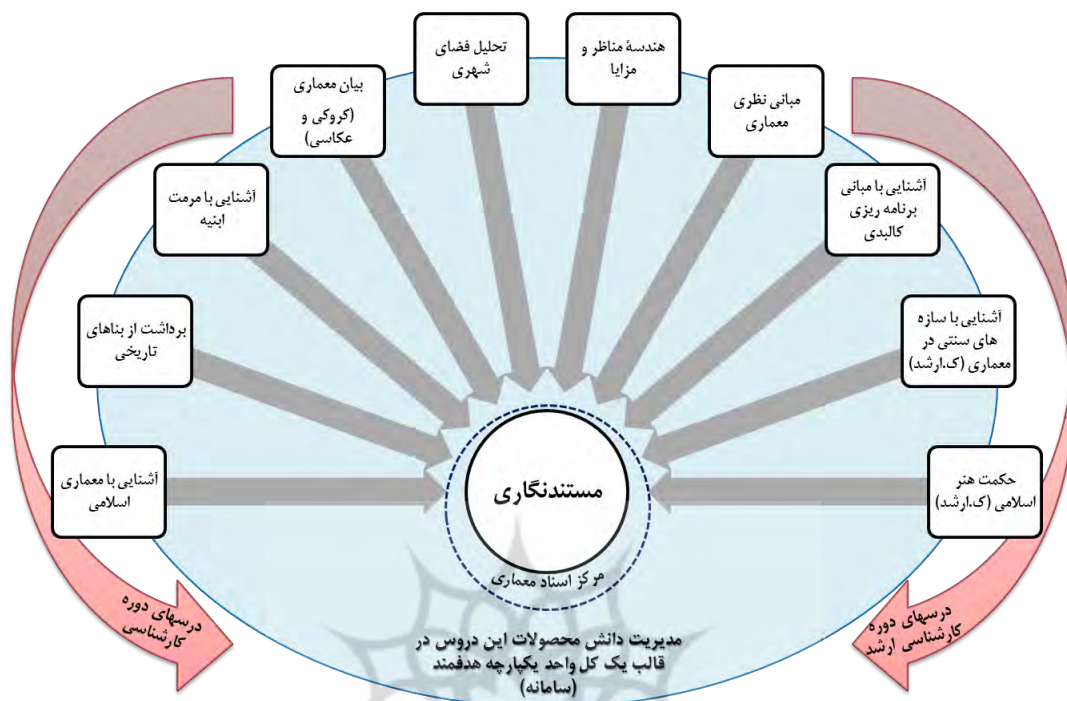 هندسۀ مناظر و
مزایا
تحلیل فضای
شهری
مبانی نظری
معماری
بیان معماری
(کروکی و
عکاسی)
آشنایی با مبانی
برنامه ریزی
کالبدی
آشنایی با مرمت
ابنیه
آشنایی با سازه
های سنتی در
معماری (ک.ارشد)
برداشت از بناهای
تاریخی
حکمت هنر
اسلامی (ک.ارشد)
آشنایی با معماری
اسلامی
مستندنگاری
مرکز اسناد معماری
درسهای دوره
کارشناسی ارشد
درسهای دوره
کارشناسی
مدیریت دانش محصولات این دروس در
قالب یک کل واحد یکپارچه هدفمند
(سامانه)